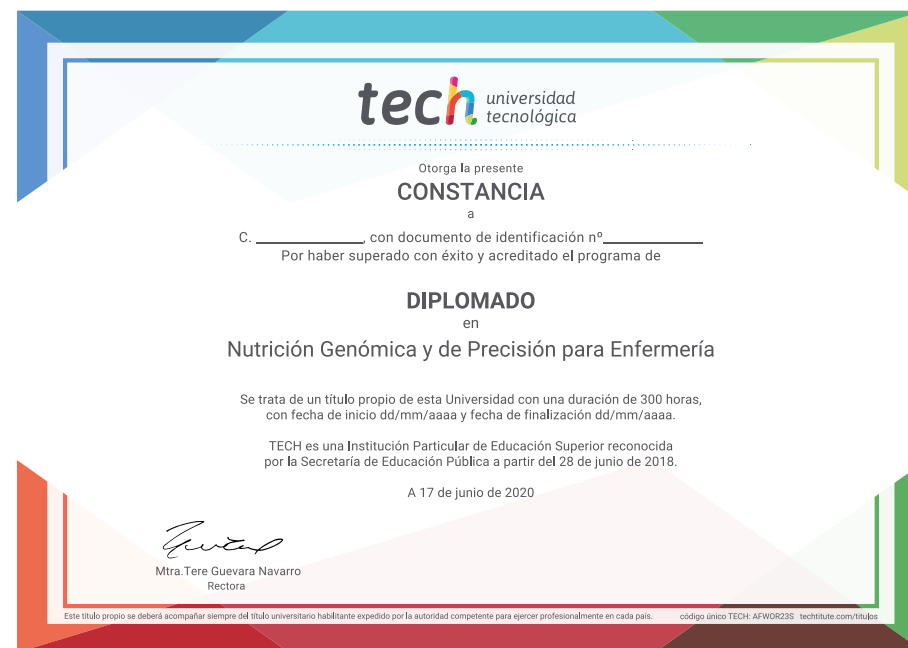 tech universidad
tecnológica
Otorga la presente
CONSTANCIA
a
C. ______________, con documento de identificación nº_____________
Por haber superado con éxito y acreditado el programa de
DIPLOMADO
en
Nutrición Genómica y de Precisión para Enfermería
Se trata de un título propio de esta Universidad con una duración de 300 horas,
con fecha de inicio dd/mm/aaaa y fecha de finalización dd/mm/aaaa.
TECH es una Institución Particular de Educación Superior reconocida
por la Secretaría de Educación Pública a partir del 28 de junio de 2018.
A 17 de junio de 2020
Mtra.Tere Guevara Navarro
Rectora
Este título propio se deberá acompañar siempre del título universitario habilitante expedido por la autoridad competente para ejercer profesionalmente en cada país. código único TECH: AFWOR23S techtitute.com/titulos